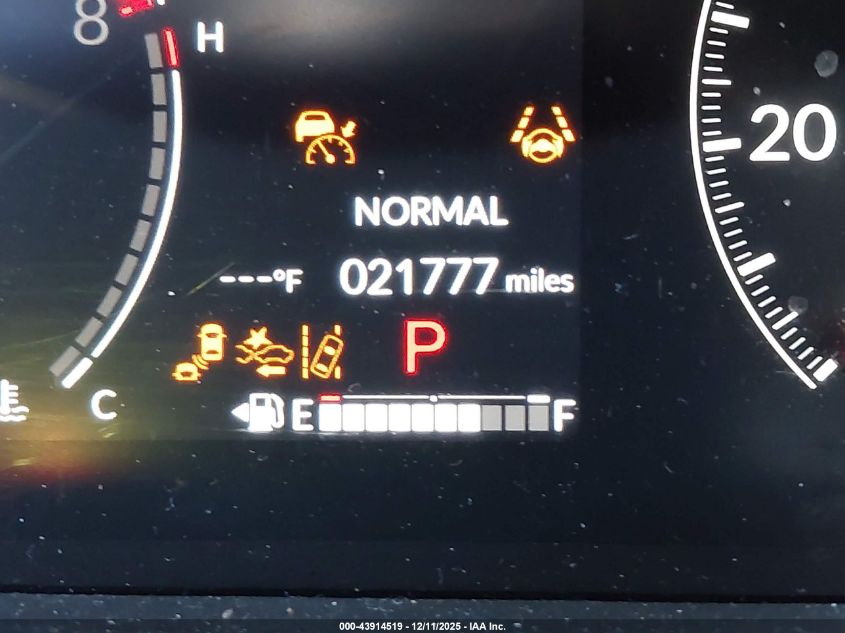 8
H
20
NORMAL
---°F 021777 miles
P
C
E F
000-43914519 - 12/11/2025 - IAA Inc.